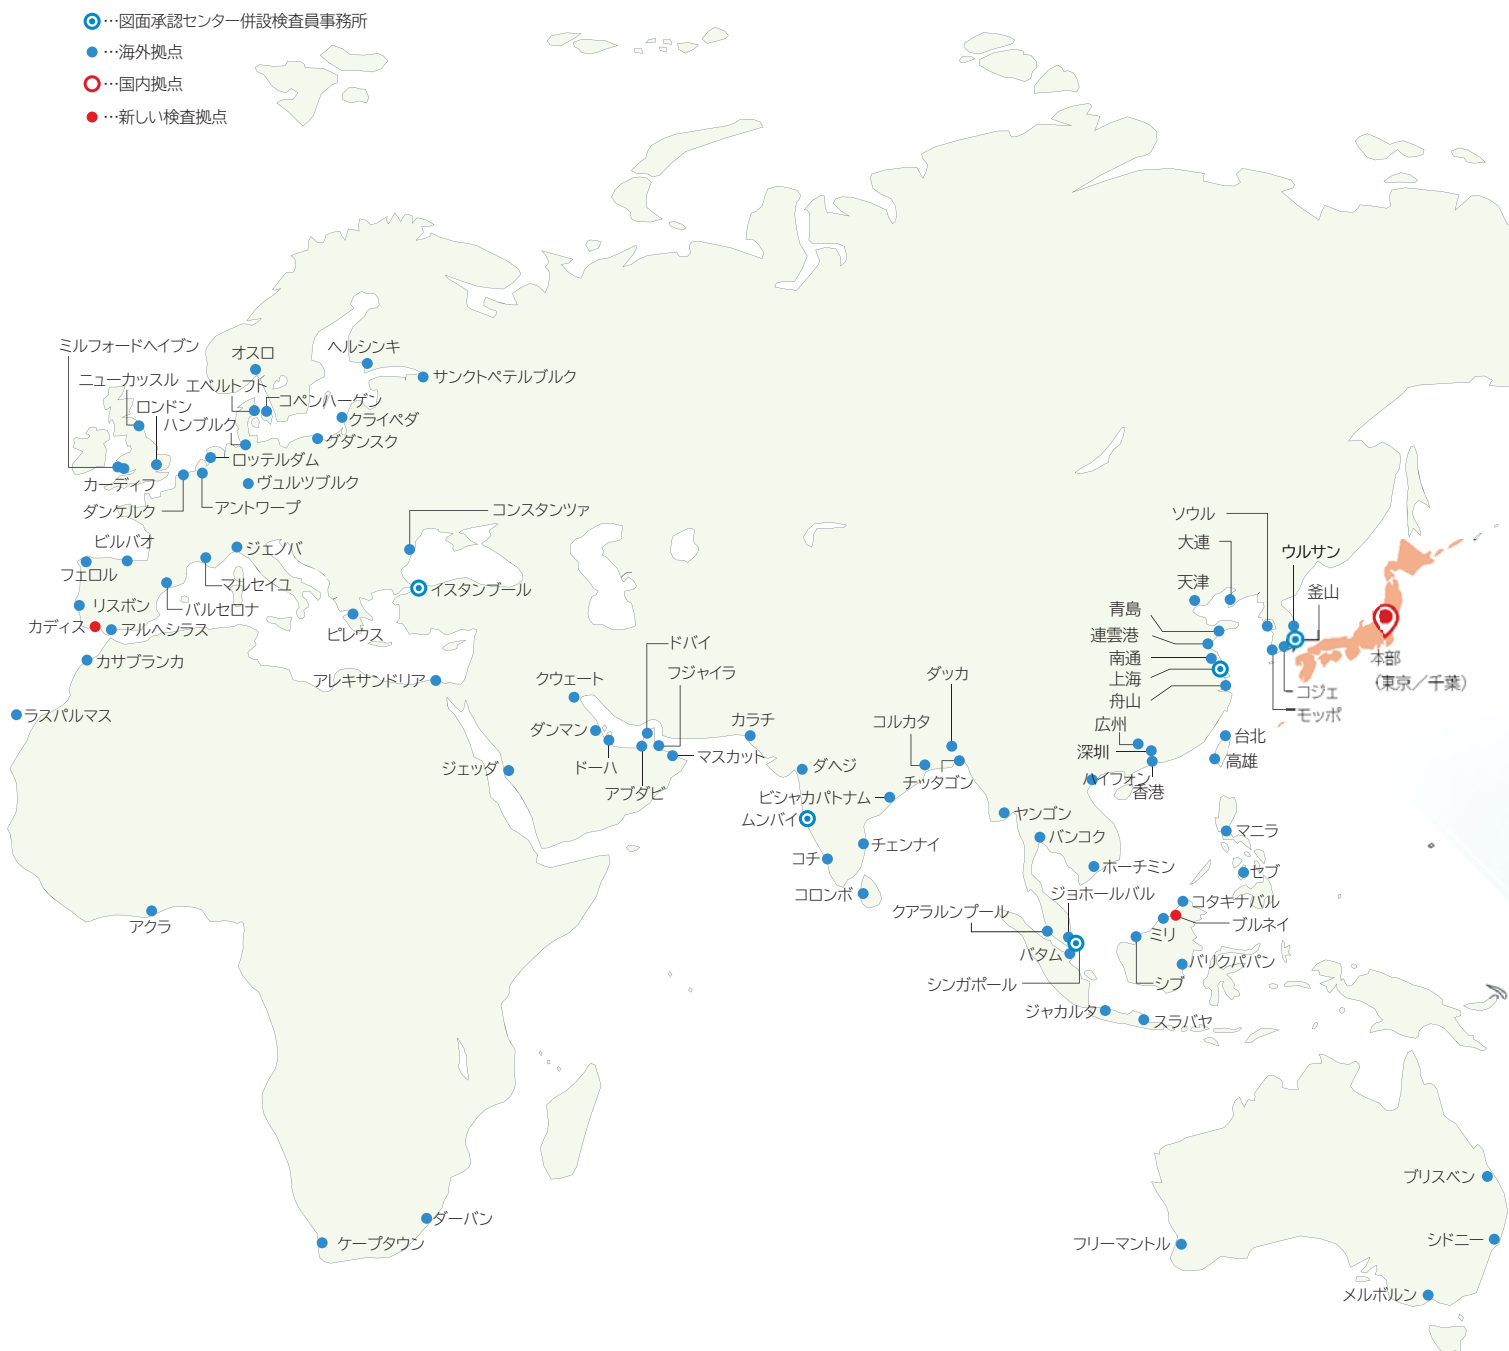 …図面承認センター併設検査員事務所
…海外拠点
…国内拠点
…新しい検査拠点
ミルフォードヘイブン
オスロ
ヘルシンキ
ニューカッスル
エベルトフト
サンクトペテルブルク
ロンドン
コペンハーゲン
ハンブルク
クライペダ
グダンスク
ロッテルダム
カーディフ
ヴュルツブルク
ダンケルク
アントワープ
コンスタンツァ
ビルバオ
ジェノバ
フェロル
マルセイユ
イスタンブール
リスボン
バルセロナ
カディス
アルヘシラス
ピレウス
カサブランカ
アレキサンドリア
ラスパルマス
ジェッダ
アクラ
ダーバン
ケープタウン
ドバイ
フジャイラ
クウェート
ダンマン
ドーハ
アブダビ
マスカット
カラチ
ダヘジ
ダッカ
コルカタ
チッタゴン
ビシャカパトナム
ムンバイ
チェンナイ
コチ
コロンボ
ソウル
大連
ウルサン
天津
釜山
青島
連雲港
南通
上海
舟山
本部
（東京／千葉）
コジェ
モッポ
広州
台北
深圳
高雄
ハイフォン
香港
ヤンゴン
バンコク
マニラ
ホーチミン
セブ
ジョホールバル
コタキナバル
クアラルンプール
ブルネイ
ミリ
バタム
バリクパパン
シンガポール
シブ
ジャカルタ
スラバヤ
ブリスベン
フリーマントル
シドニー
メルボルン